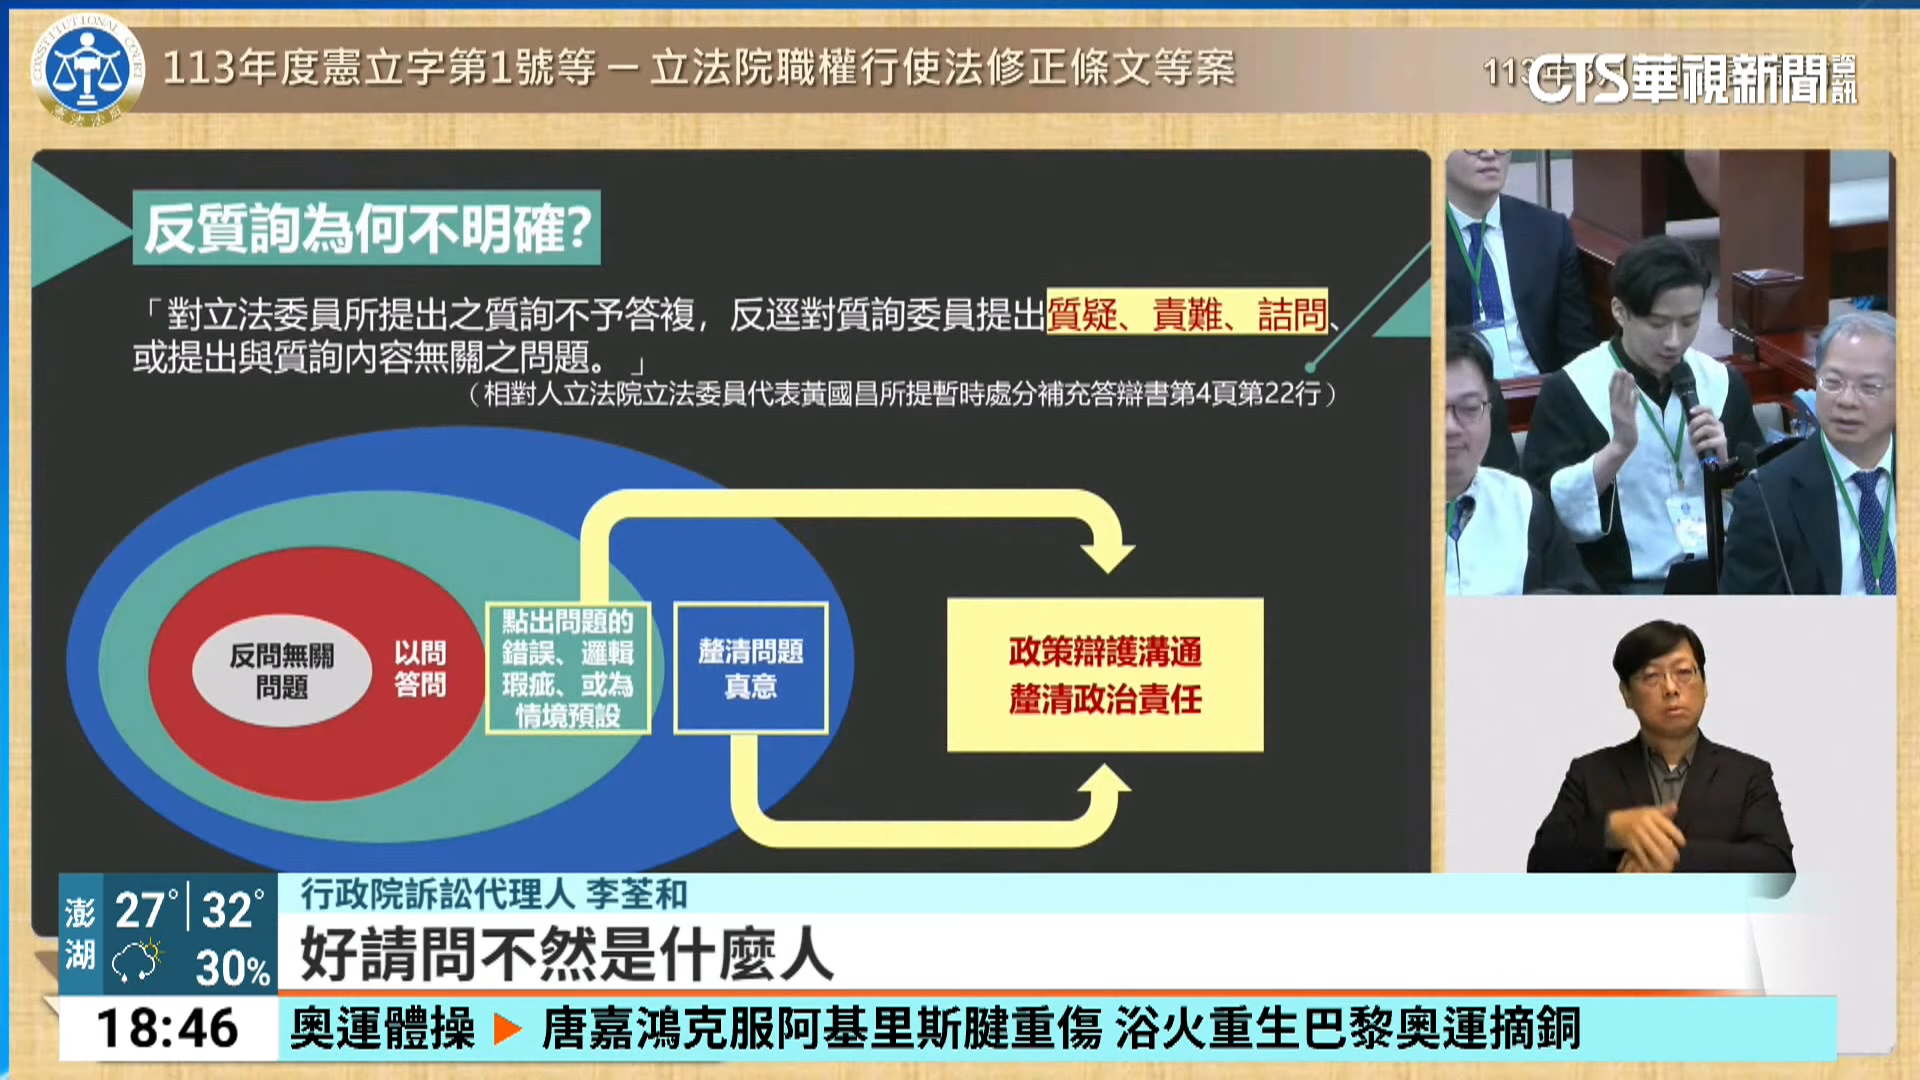 CONSTITUTIONAL COURT
憲法法庭
113年度憲立字第1號等 — 立法院職權行使法修正條文等案
CTS華視新聞資訊
反質詢為何不明確?
「對立法委員所提出之質詢不予答複，反逕對質詢委員提出質疑、責難、詰問、
或提出與質詢內容無關之問題。」
（相對人立法院立法委員代表黃國昌所提暫時處分補充答辯書第4頁第22行）
反問無關
問題
以問
答問
點出問題的
錯誤、邏輯
瑕疵、或為
情境預設
釐清問題
真意
政策辯護溝通
釐清政治責任
澎湖
27° 32°
30%
行政院訴訟代理人 李荃和
好請問不然是什麼人
18:46
奧運體操 ▶ 唐嘉鴻克服阿基里斯腱重傷 浴火重生巴黎奧運摘銅